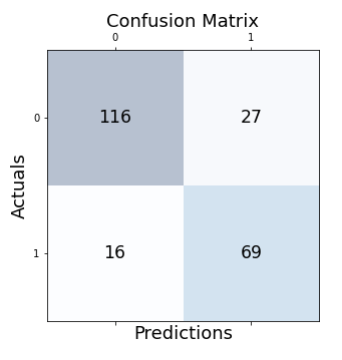 Confusion Matrix
0 1
0 116 27
Actuals
1 16 69
Predictions